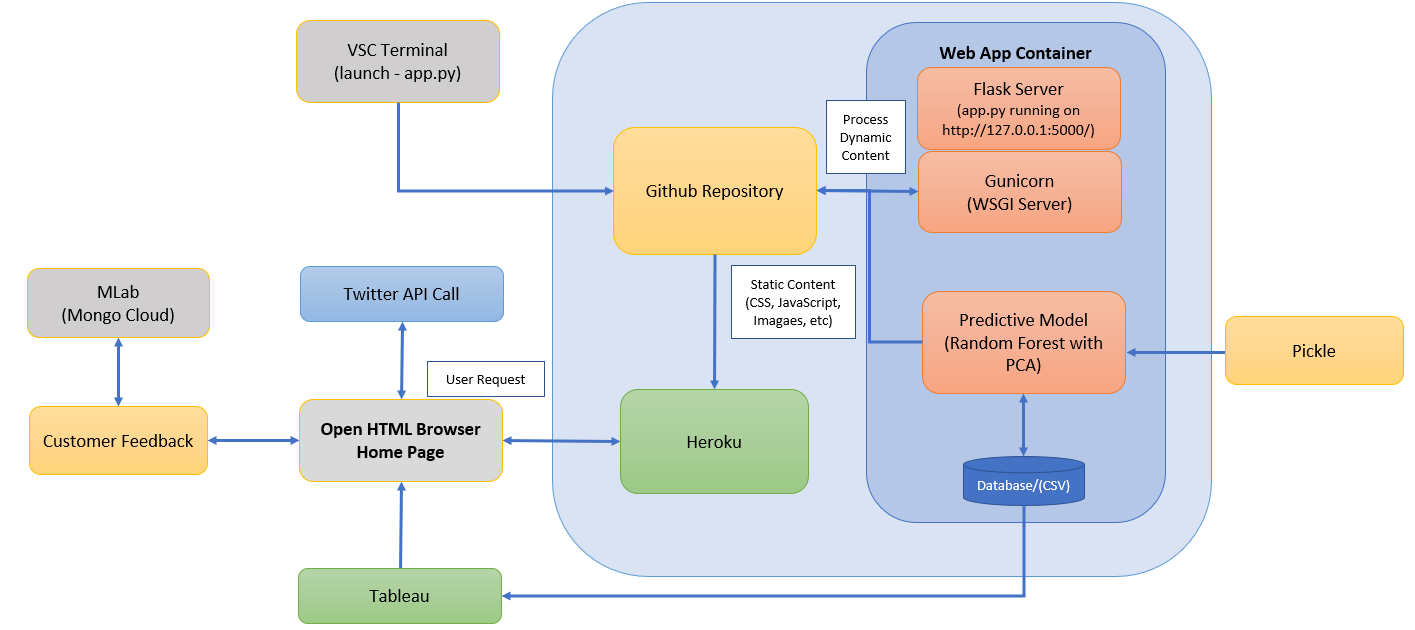 VSC Terminal
(launch - app.py)
Web App Container
Flask Server
(app.py running on
http://127.0.0.1:5000/)
Process
Dynamic
Content
Github Repository
Gunicorn
(WSGI Server)
MLab
(Mongo Cloud)
Twitter API Call
Static Content
(CSS, JavaScript,
Imagaes, etc)
Predictive Model
(Random Forest with
PCA)
Pickle
User Request
Customer Feedback
Open HTML Browser
Home Page
Heroku
Database/(CSV)
Tableau